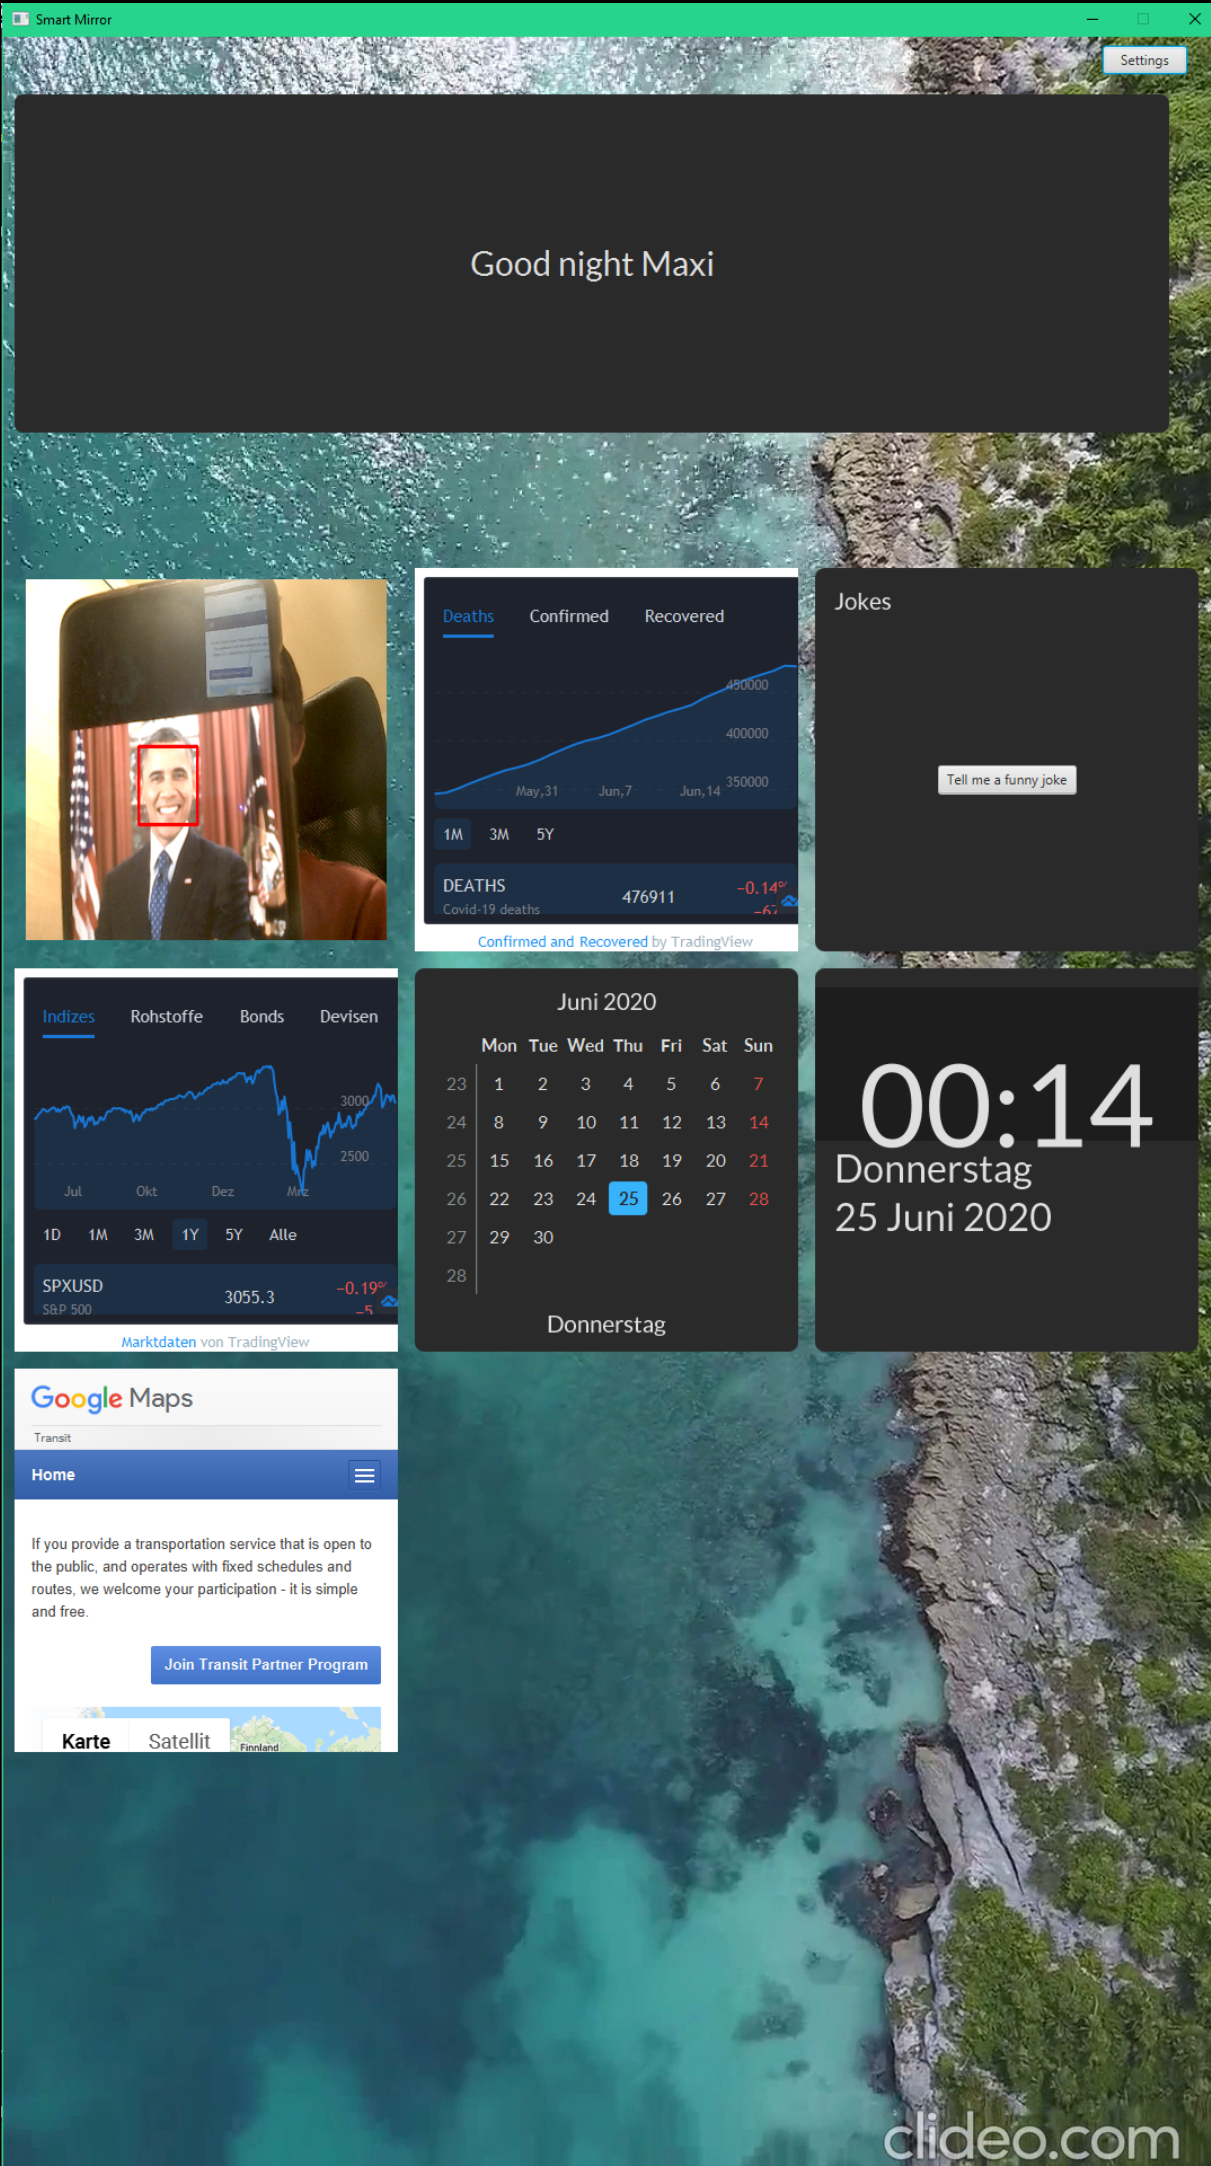 Smart Mirror
Settings
Good night Maxi
Deaths Confirmed Recovered
450000
400000
350000
May,31 Jun,7 Jun,14
1M 3M 5Y
DEATHS
Covid-19 deaths
476911
−0.14%
Confirmed and Recovered by TradingView
Jokes
Tell me a funny joke
Indizes Rohstoffe Bonds Devisen
3000
2500
Jul Okt Dez Mrz
1D 1M 3M 1Y 5Y Alle
SPXUSD
S&P 500
3055.3
−0.19%
−5
Marktdaten von TradingView
Juni 2020
Mon Tue Wed Thu Fri Sat Sun
23 1 2 3 4 5 6 7
24 8 9 10 11 12 13 14
25 15 16 17 18 19 20 21
26 22 23 24 25 26 27 28
27 29 30
28
Donnerstag
00:14
Donnerstag
25 Juni 2020
Google Maps
Transit
Home
If you provide a transportation service that is open to
the public, and operates with fixed schedules and
routes, we welcome your participation - it is simple
and free.
Join Transit Partner Program
Karte Satellit
Finnland
clideo.com